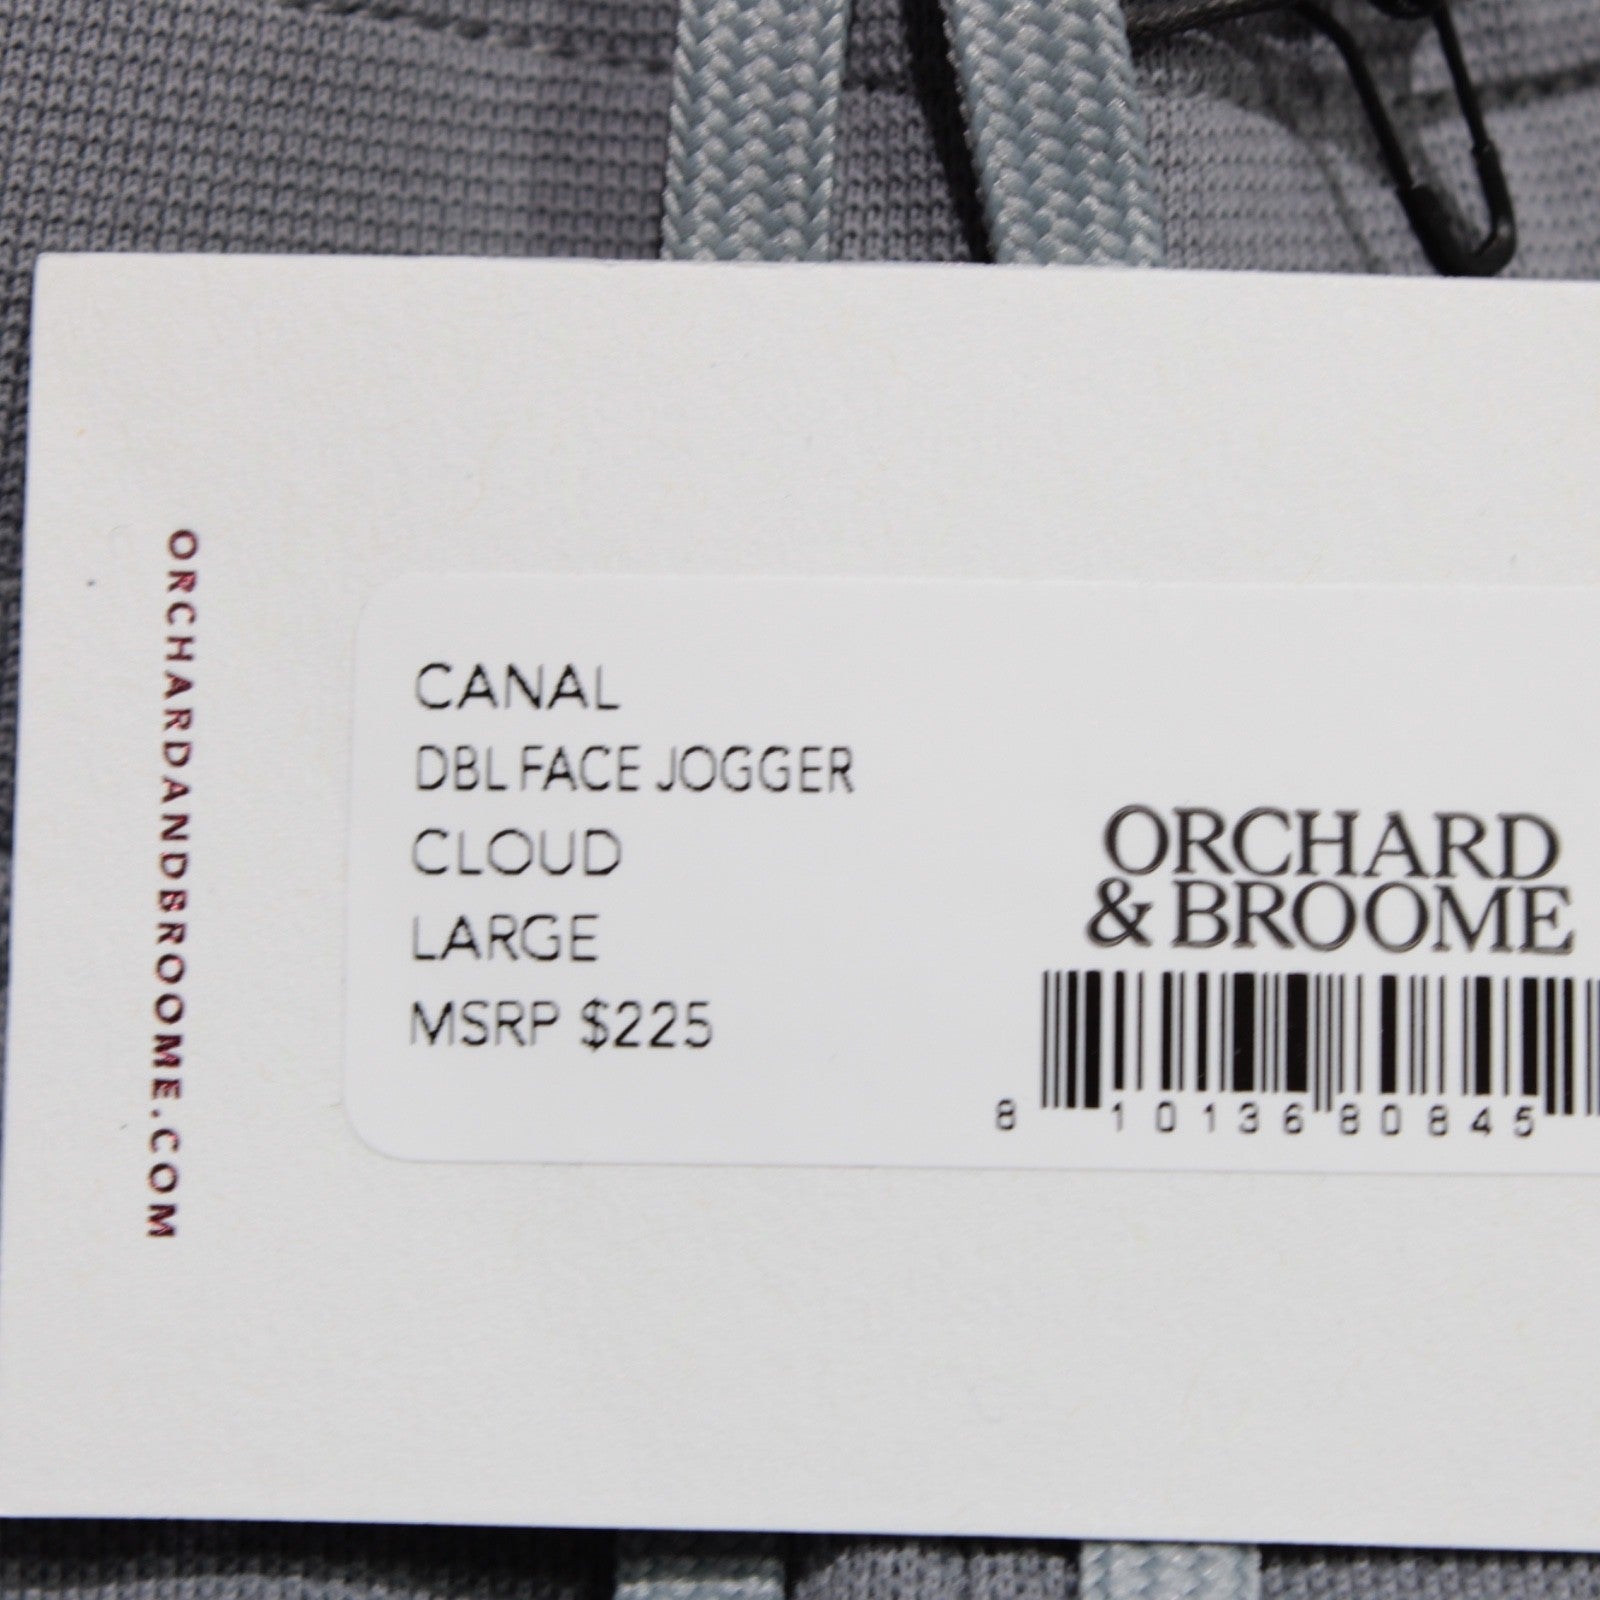 ORCHARDANDBROOME.COM
CANAL
DBL FACE JOGGER
CLOUD
LARGE
MSRP $225
ORCHARD
& BROOME
8 10136 80845